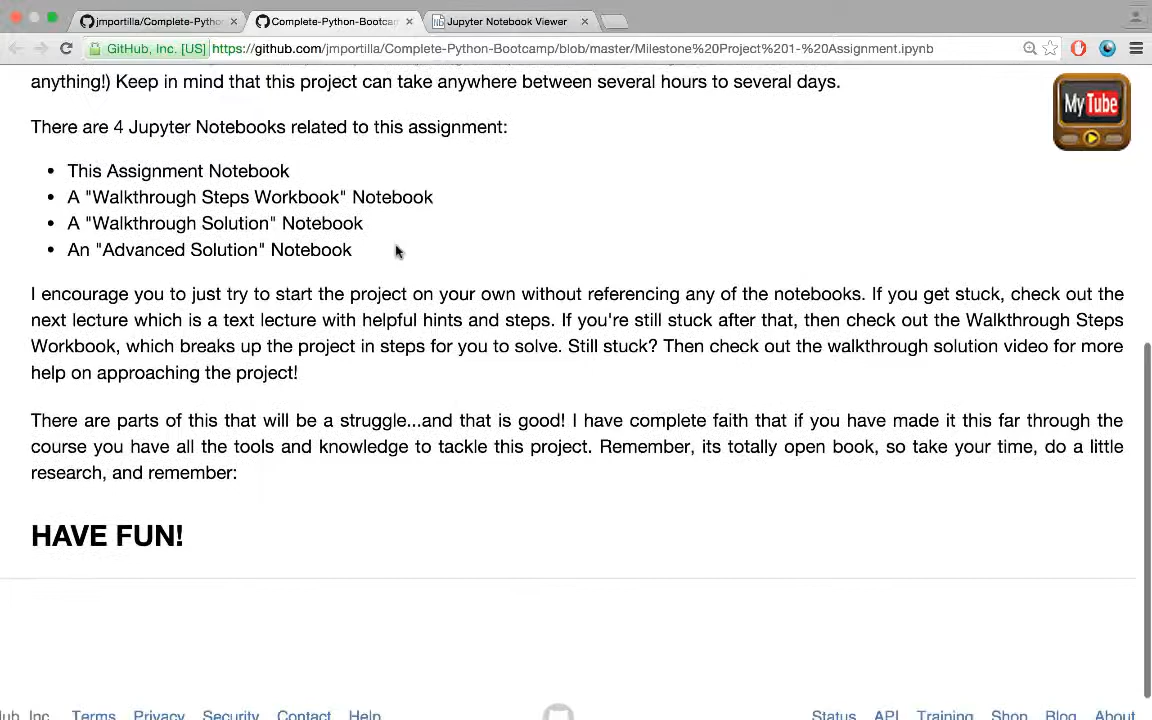 jmportilla/Complete-Python
Complete-Python-Bootcam
Jupyter Notebook Viewer
GitHub, Inc. [US] https://github.com/jmportilla/Complete-Python-Bootcamp/blob/master/Milestone%20Project%201-%20Assignment.ipynb
anything!) Keep in mind that this project can take anywhere between several hours to several days.
My Tube
There are 4 Jupyter Notebooks related to this assignment:
• This Assignment Notebook
• A "Walkthrough Steps Workbook" Notebook
• A "Walkthrough Solution" Notebook
• An "Advanced Solution" Notebook
I encourage you to just try to start the project on your own without referencing any of the notebooks. If you get stuck, check out the
next lecture which is a text lecture with helpful hints and steps. If you're still stuck after that, then check out the Walkthrough Steps
Workbook, which breaks up the project in steps for you to solve. Still stuck? Then check out the walkthrough solution video for more
help on approaching the project!
There are parts of this that will be a struggle...and that is good! I have complete faith that if you have made it this far through the
course you have all the tools and knowledge to tackle this project. Remember, its totally open book, so take your time, do a little
research, and remember:
HAVE FUN!
Hub, Inc. Terms Privacy Security Contact Help Status API Training Shop Blog About